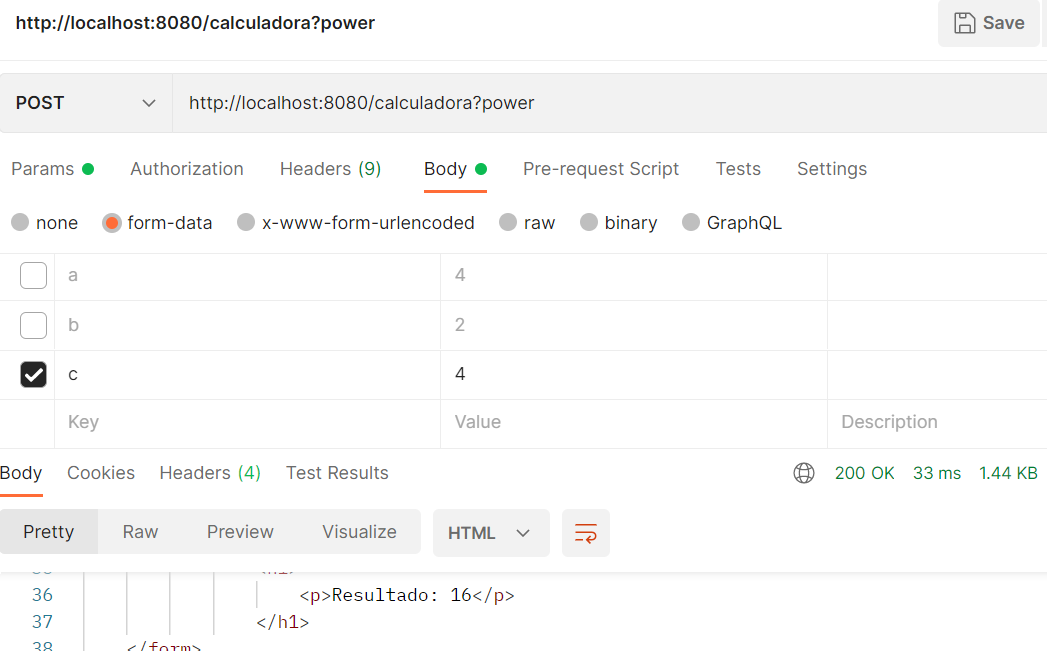 http://localhost:8080/calculadora?power
Save
POST
http://localhost:8080/calculadora?power
Params Authorization Headers (9) Body Pre-request Script Tests Settings
none form-data x-www-form-urlencoded raw binary GraphQL
a 4
b 2
c 4
Key Value Description
Body Cookies Headers (4) Test Results 200 OK 33 ms 1.44 KB
Pretty Raw Preview Visualize HTML
36 <p>Resultado: 16</p>
37 </h1>
38 </form>